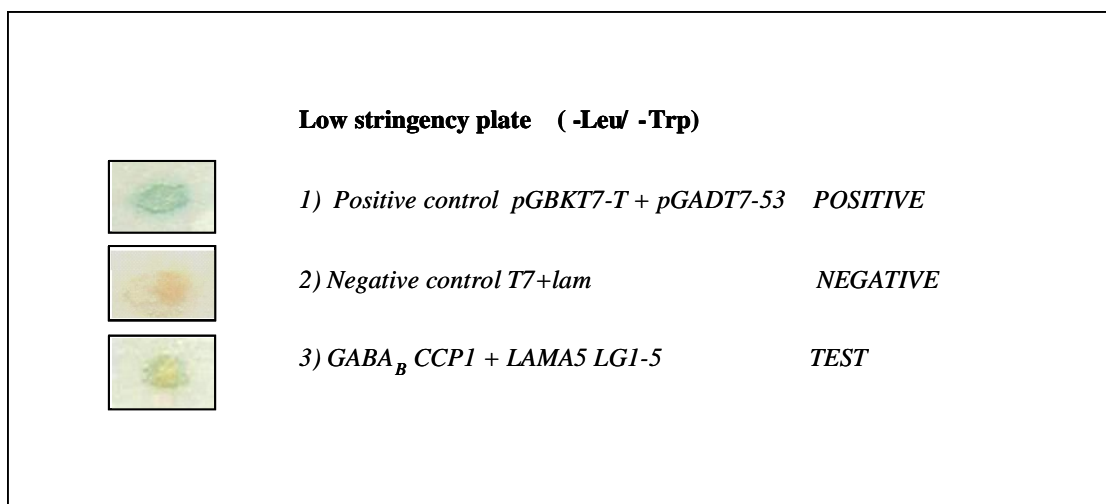 Low stringency plate ( -Leu/ -Trp)
1) Positive control pGBKT7-T + pGADT7-53 POSITIVE
2) Negative control T7+lam NEGATIVE
3) GABAB CCP1 + LAMA5 LG1-5 TEST